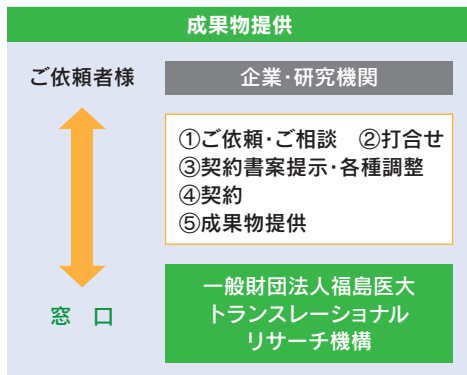 成果物提供
ご依頼者様
企業・研究機関
①ご依頼・ご相談　②打合せ
③契約書案提示・各種調整
④契約
⑤成果物提供
窓　口
一般財団法人福島医大
トランスレーショナル
リサーチ機構